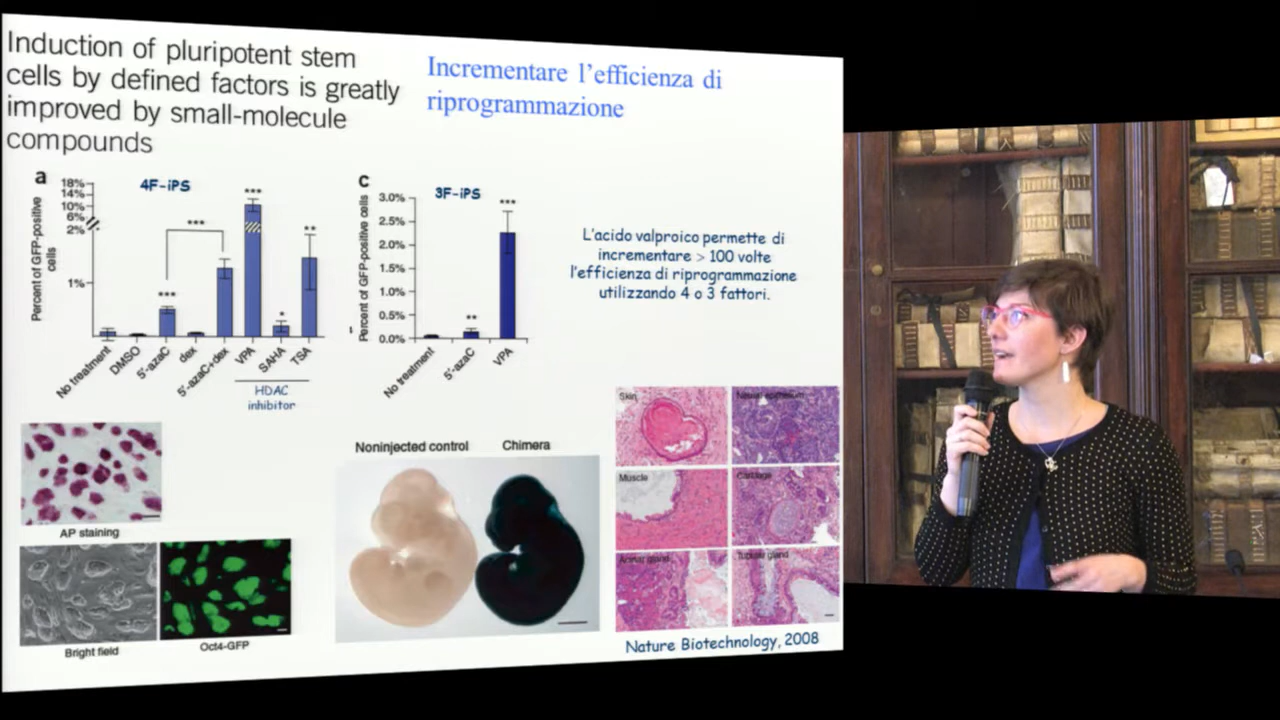 Induction of pluripotent stem
cells by defined factors is greatly
improved by small-molecule
compounds
Incrementare l'efficienza di
riprogrammazione
a
4F-iPS
Percent of GFP-positive
cells
18%
14%
10%
6%
2%
1%
***
***
***
*
**
No treatment
DMSO
5'-azaC
dex
5'-azaC+dex
VPA
SAHA
TSA
HDAC
inhibitor
c
3F-iPS
Percent of GFP-positive cells
3.0%
2.5%
2.0%
1.5%
1.0%
0.5%
0.0%
**
***
No treatment
5'-azaC
VPA
L'acido valproico permette di
incrementare > 100 volte
l'efficienza di riprogrammazione
utilizzando 4 o 3 fattori.
AP staining
Bright field
Oct4-GFP
Noninjected control
Chimera
Skin
Neural epithelium
Muscle
Cartilage
gland
gland
Nature Biotechnology, 2008